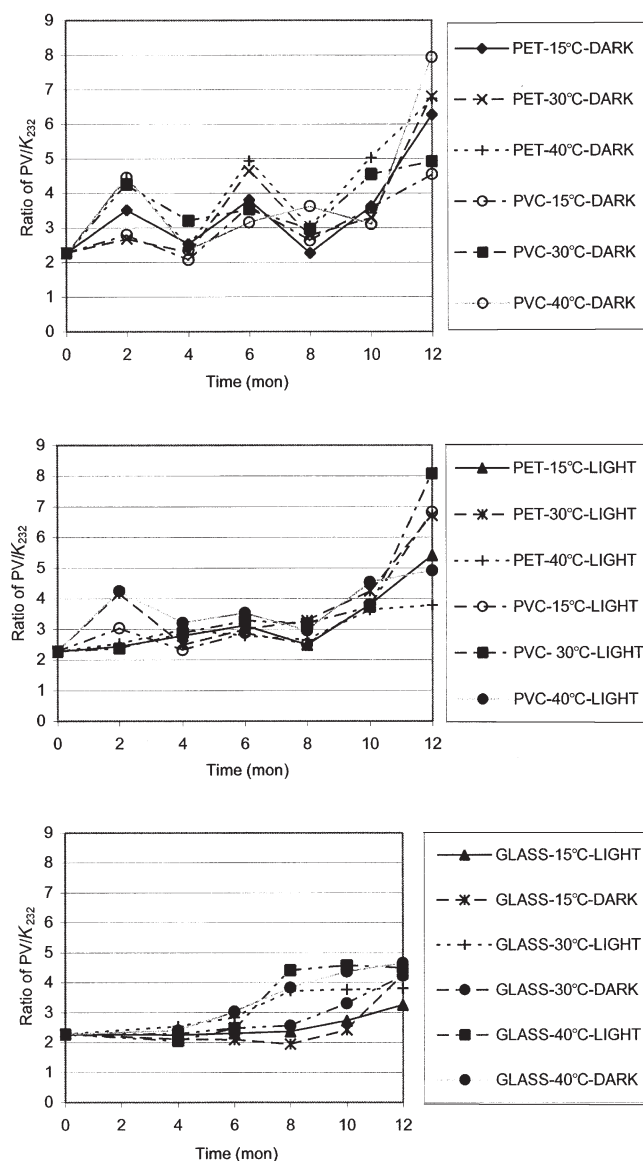 9
8
7
6
5
4
3
2
1
0
Ratio of PV/K232
0 2 4 6 8 10 12
Time (mon)
PET-15°C-DARK
PET-30°C-DARK
PET-40°C-DARK
PVC-15°C-DARK
PVC-30°C-DARK
PVC-40°C-DARK
9
8
7
6
5
4
3
2
1
0
Ratio of PV/K232
0 2 4 6 8 10 12
Time (mon)
PET-15°C-LIGHT
PET-30°C-LIGHT
PET-40°C-LIGHT
PVC-15°C-LIGHT
PVC- 30°C-LIGHT
PVC-40°C-LIGHT
9
8
7
6
5
4
3
2
1
0
Ratio of PV/K232
0 2 4 6 8 10 12
Time (mon)
GLASS-15°C-LIGHT
GLASS-15°C-DARK
GLASS-30°C-LIGHT
GLASS-30°C-DARK
GLASS-40°C-LIGHT
GLASS-40°C-DARK